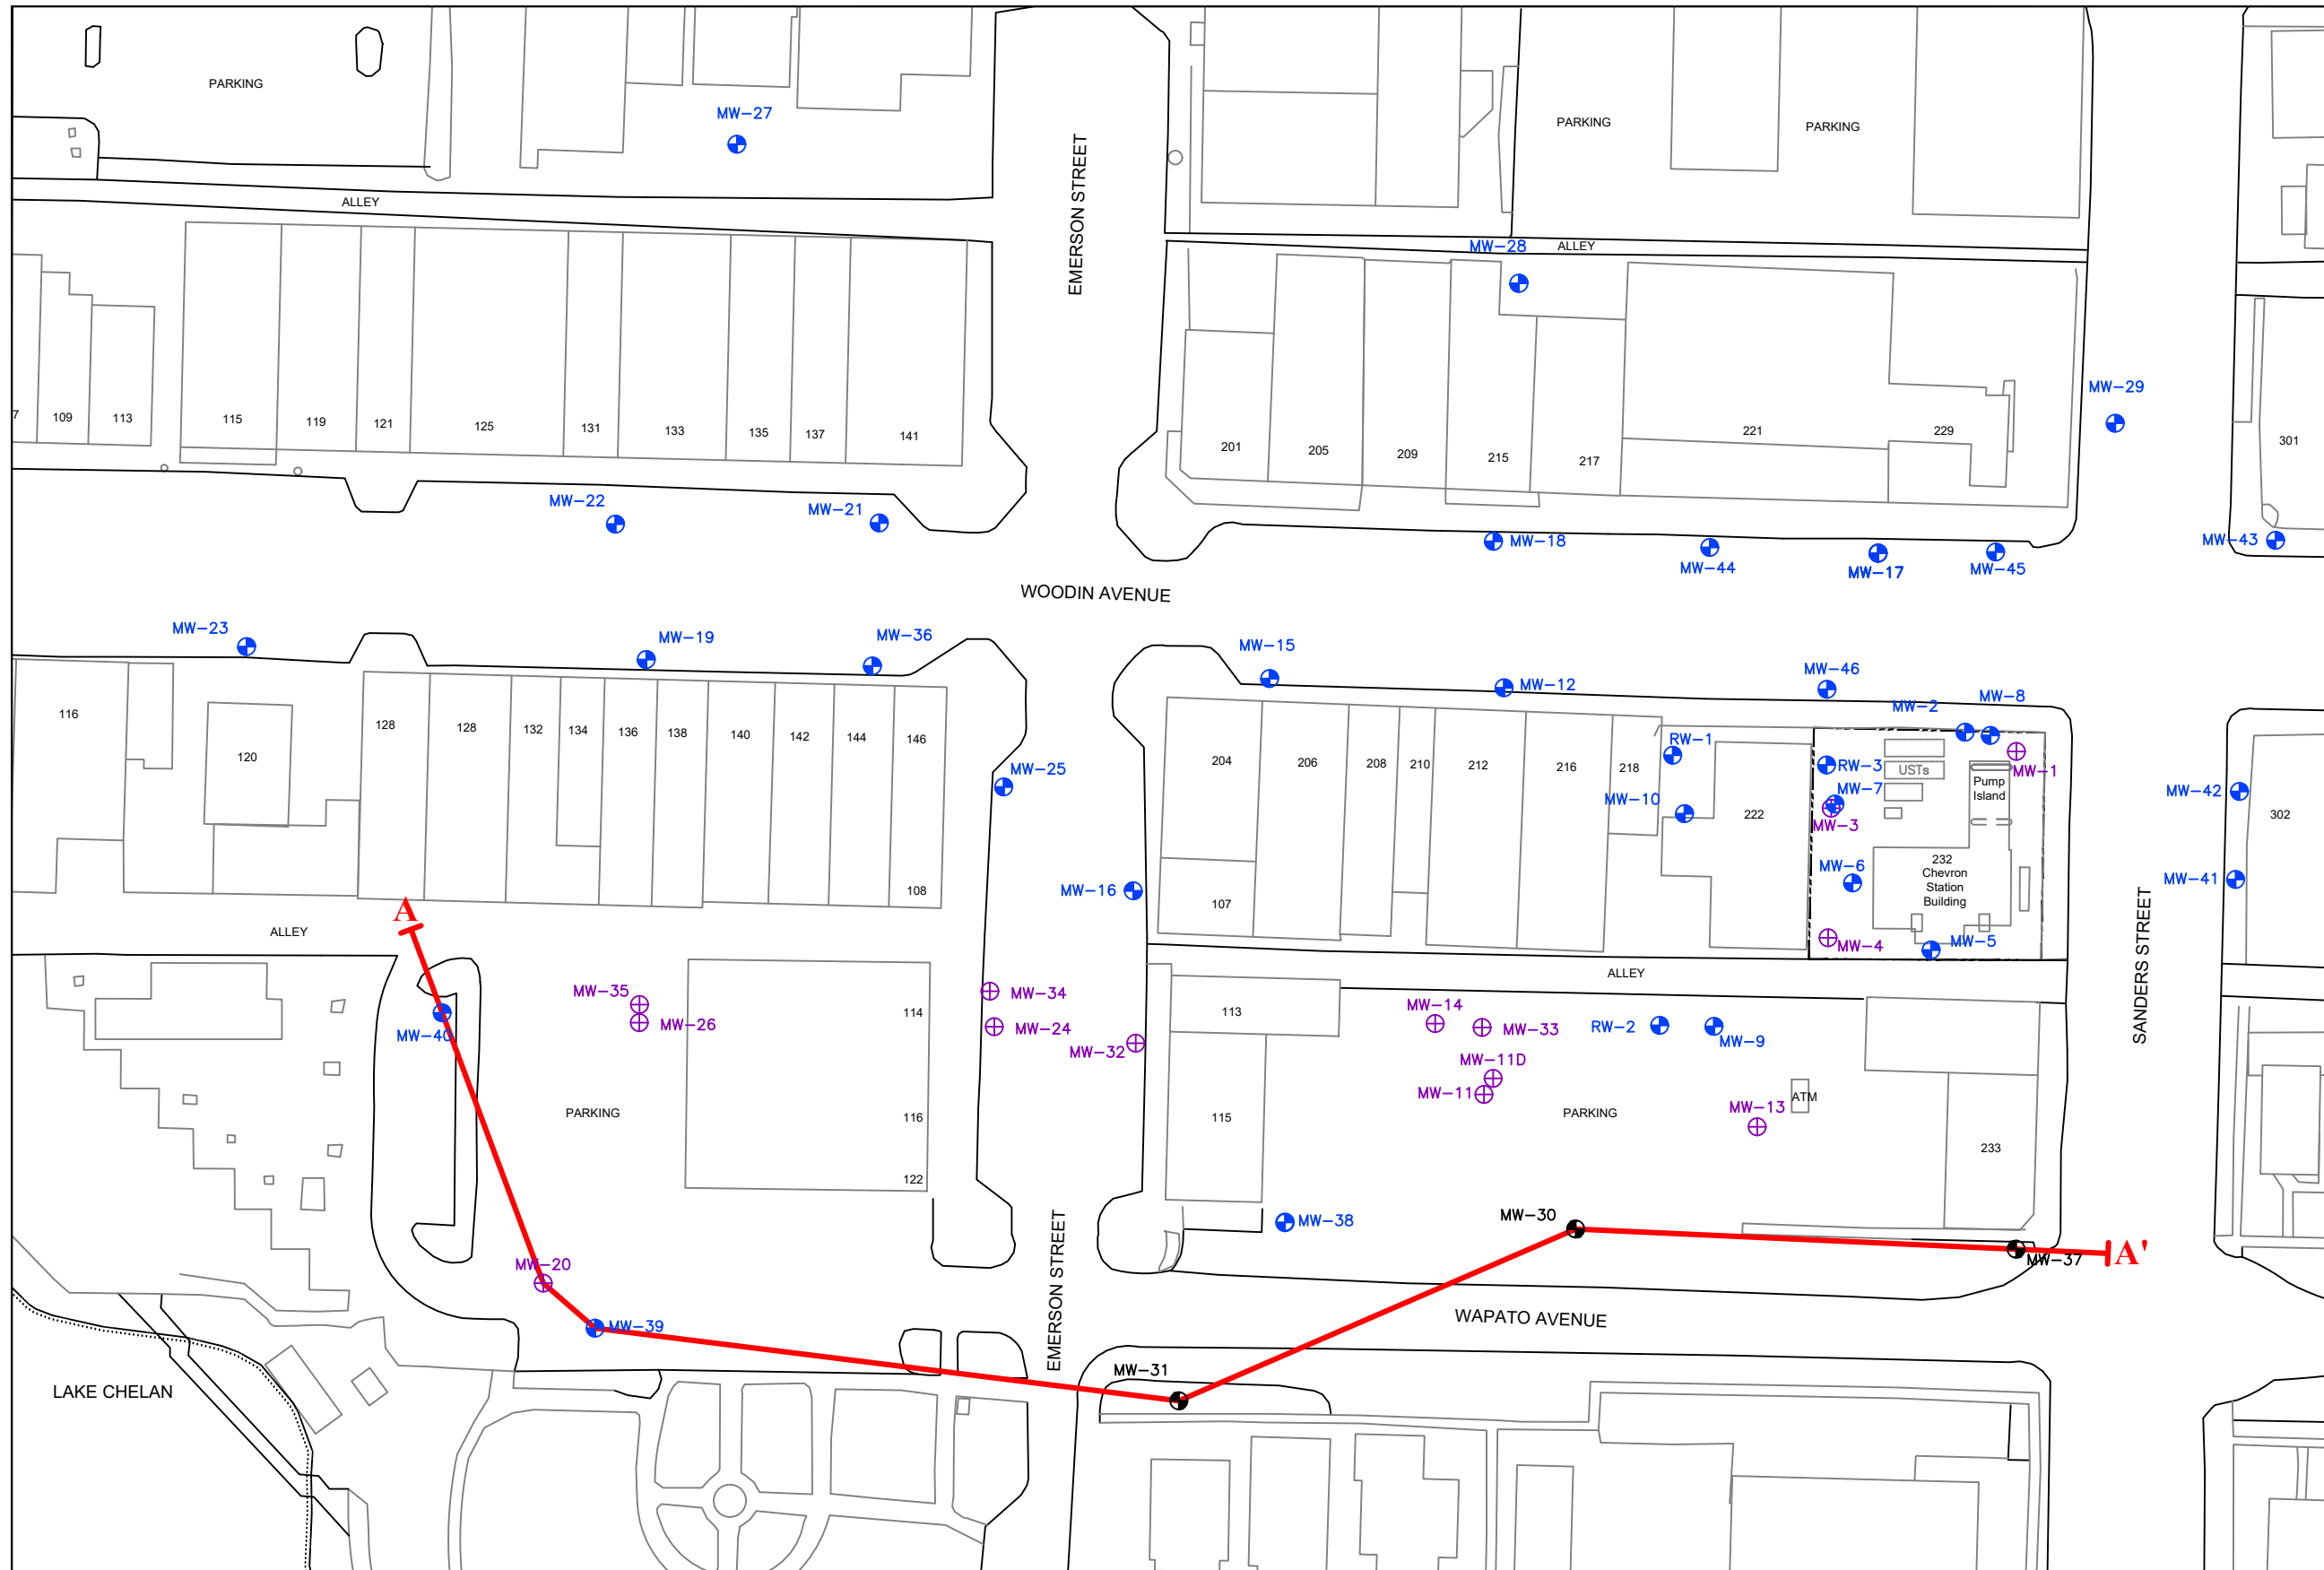 PARKING
MW-27
PARKING
PARKING
ALLEY
EMERSON STREET
MW-28
ALLEY
7
109
113
115
119
121
125
131
133
135
137
141
201
205
209
215
217
221
229
MW-29
301
MW-22
MW-21
MW-18
MW-44
MW-17
MW-45
MW-43
WOODIN AVENUE
MW-23
MW-19
MW-36
MW-15
MW-12
MW-46
MW-2
MW-8
116
120
128
128
132
134
136
138
140
142
144
146
108
MW-25
MW-16
204
206
208
210
212
216
218
107
RW-1
MW-10
222
RW-3
USTs
MW-7
MW-3
MW-6
MW-4
MW-5
Pump
Island
MW-1
232
Chevron
Station
Building
MW-42
MW-41
302
SANDERS STREET
A
ALLEY
ALLEY
MW-40
MW-35
MW-26
114
116
122
MW-34
MW-24
MW-32
113
115
MW-14
MW-33
MW-11D
MW-11
RW-2
MW-9
MW-13
ATM
PARKING
PARKING
233
MW-20
MW-39
EMERSON STREET
MW-38
MW-30
MW-37
A'
WAPATO AVENUE
MW-31
LAKE CHELAN